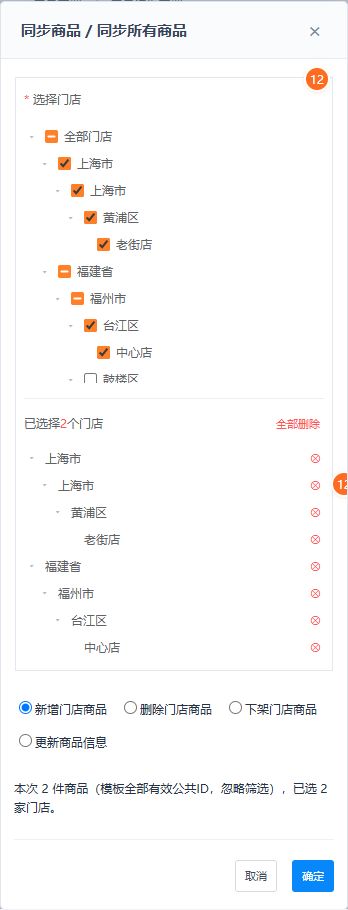 同步商品 / 同步所有商品
12
* 选择门店
全部门店
上海市
上海市
黄浦区
老街店
福建省
福州市
台江区
中心店
鼓楼区
已选择2个门店 全部删除
上海市
上海市
12
黄浦区
老街店
福建省
福州市
台江区
中心店
新增门店商品 删除门店商品 下架门店商品
更新商品信息
本次 2 件商品（模板全部有效公共ID，忽略筛选），已选 2
家门店。
取消 确定